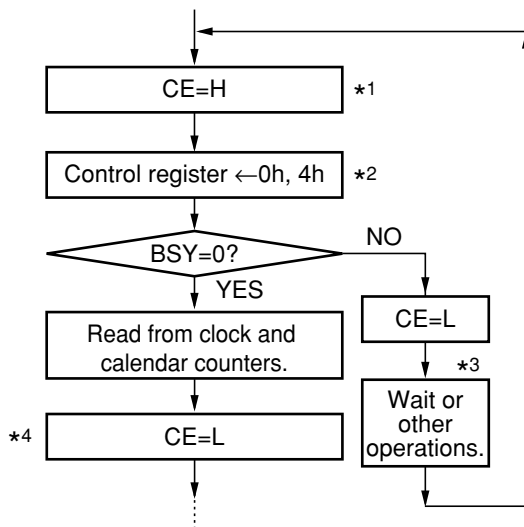 CE=H
*1
Control register ←0h, 4h
*2
BSY=0?
NO
YES
Read from clock and
calendar counters.
CE=L
*3
Wait or
other
operations.
*4
CE=L